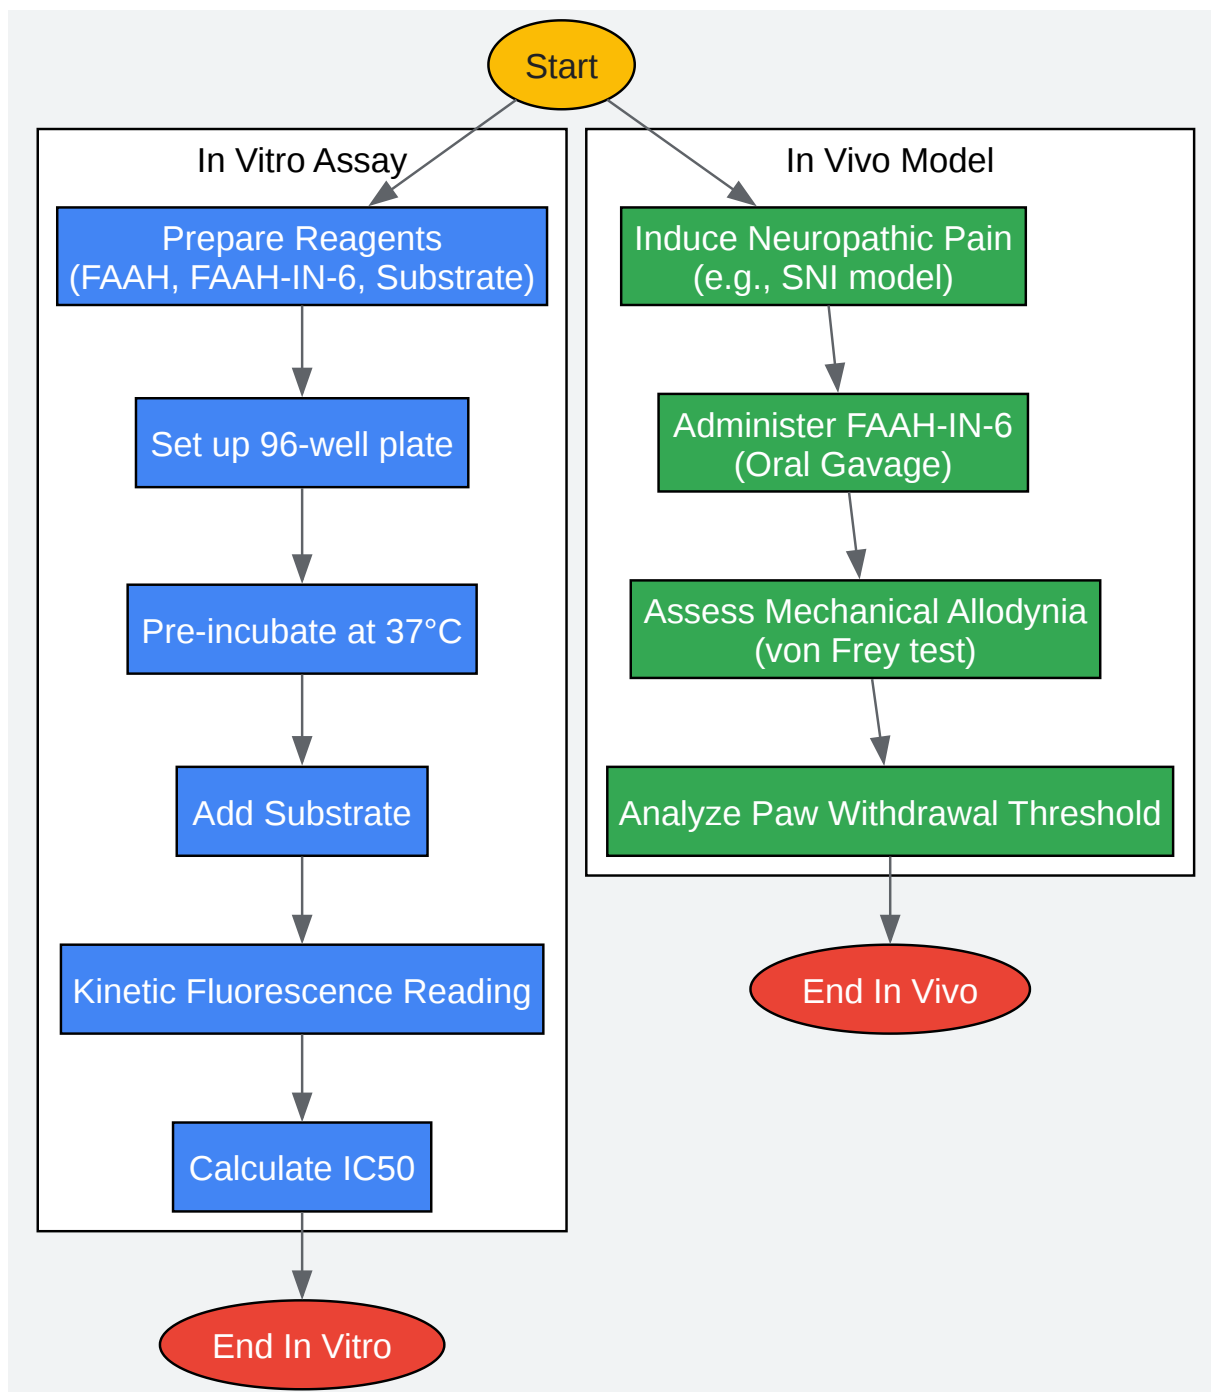 Start
In Vitro Assay
Prepare Reagents
(FAAH, FAAH-IN-6, Substrate)
Set up 96-well plate
Pre-incubate at 37°C
Add Substrate
Kinetic Fluorescence Reading
Calculate IC50
End In Vitro
In Vivo Model
Induce Neuropathic Pain
(e.g., SNI model)
Administer FAAH-IN-6
(Oral Gavage)
Assess Mechanical Allodynia
(von Frey test)
Analyze Paw Withdrawal Threshold
End In Vivo